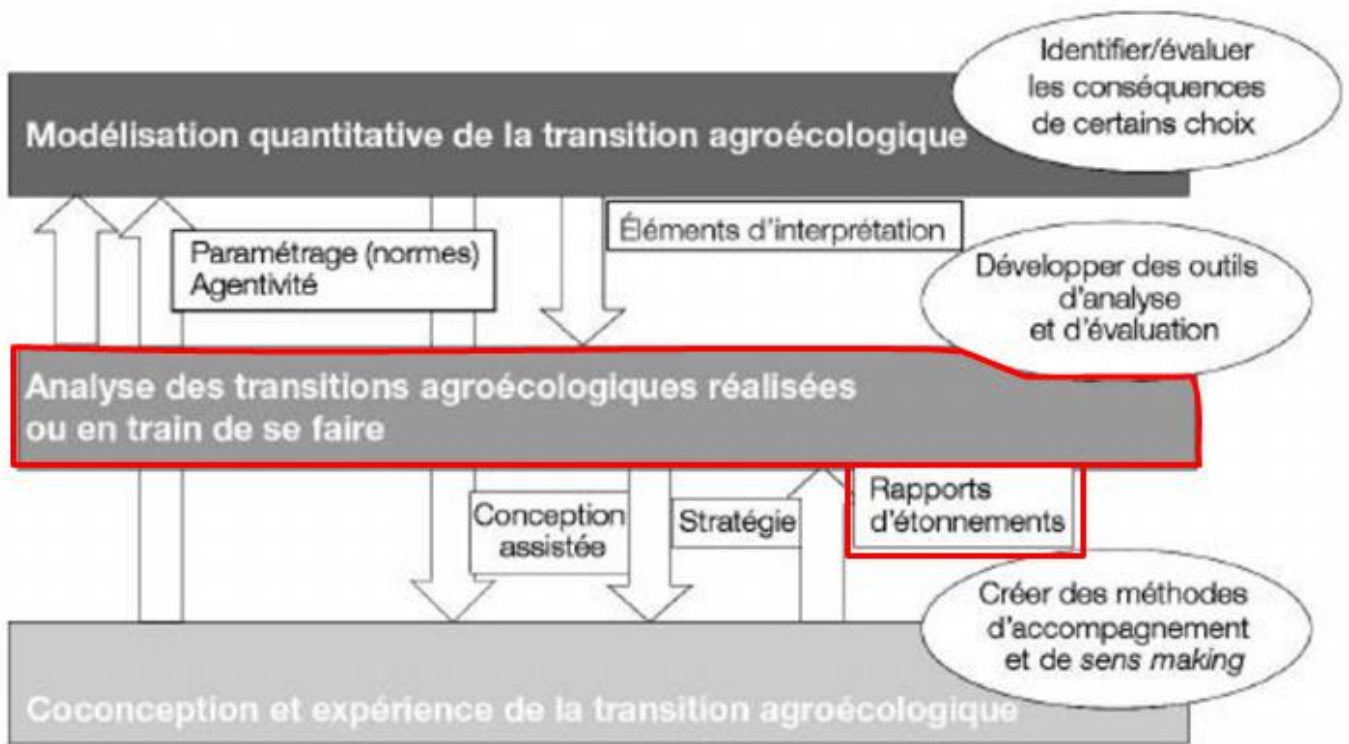 Identifier/évaluer
les conséquences
de certains choix
Modélisation quantitative de la transition agroécologique
Éléments d'interprétation
Paramétrage (normes)
Agentivité
Développer des outils
d'analyse
et d'évaluation
Analyse des transitions agroécologiques réalisées
ou en train de se faire
Conception
assistée
Stratégie
Rapports
d'étonnements
Créer des méthodes
d'accompagnement
et de sens making
Coconception et expérience de la transition agroécologique